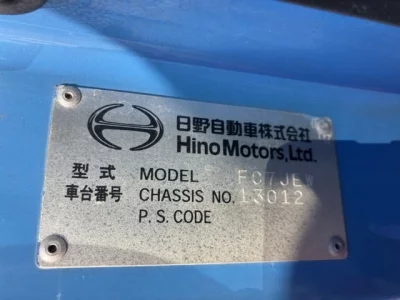 日野自動車株式会社
Hino Motors, Ltd.
型式 MODEL FC7JEW
車台番号 CHASSIS NO. 13012
P.S. CODE